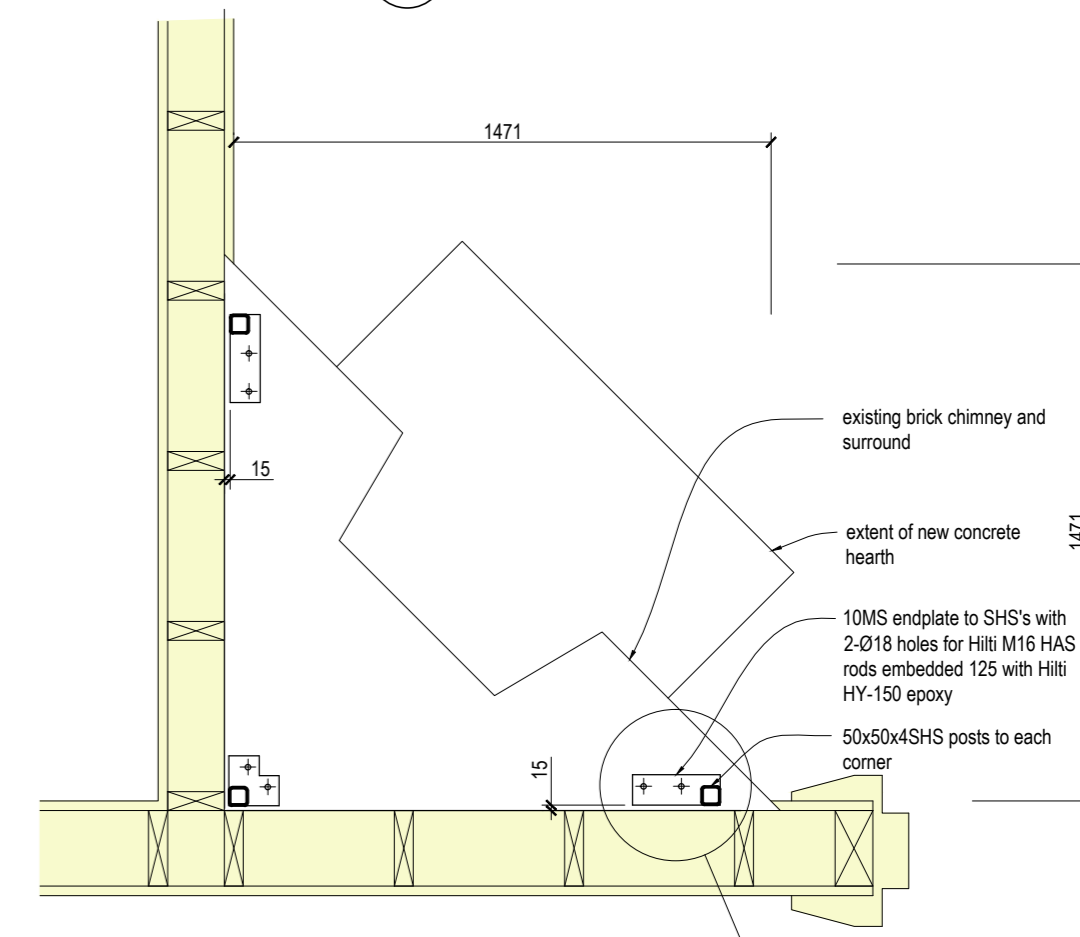 1471
existing brick chimney and
surround
15
1471
extent of new concrete
hearth
10MS endplate to SHS's with
2-Ø18 holes for Hilti M16 HAS
rods embedded 125 with Hilti
HY-150 epoxy
50x50x4SHS posts to each
corner
15